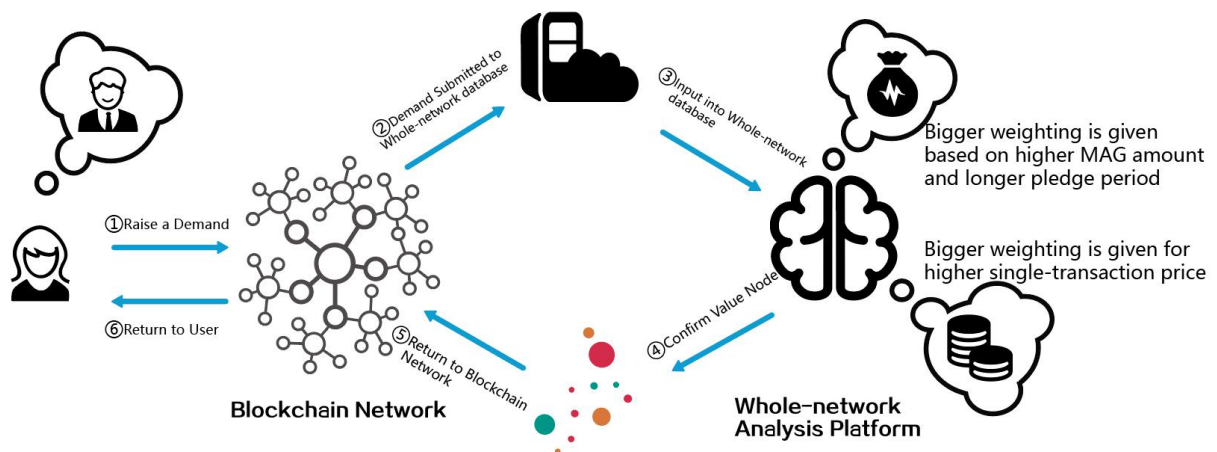 ①Raise a Demand
⑥Return to User
②Demand Submitted to
Whole-network database
③Input into Whole-network
database
Bigger weighting is given
based on higher MAG amount
and longer pledge period
Bigger weighting is given for
higher single-transaction price
④Confirm Value Node
⑤Return to Blockchain
Network
Blockchain Network
Whole-network
Analysis Platform